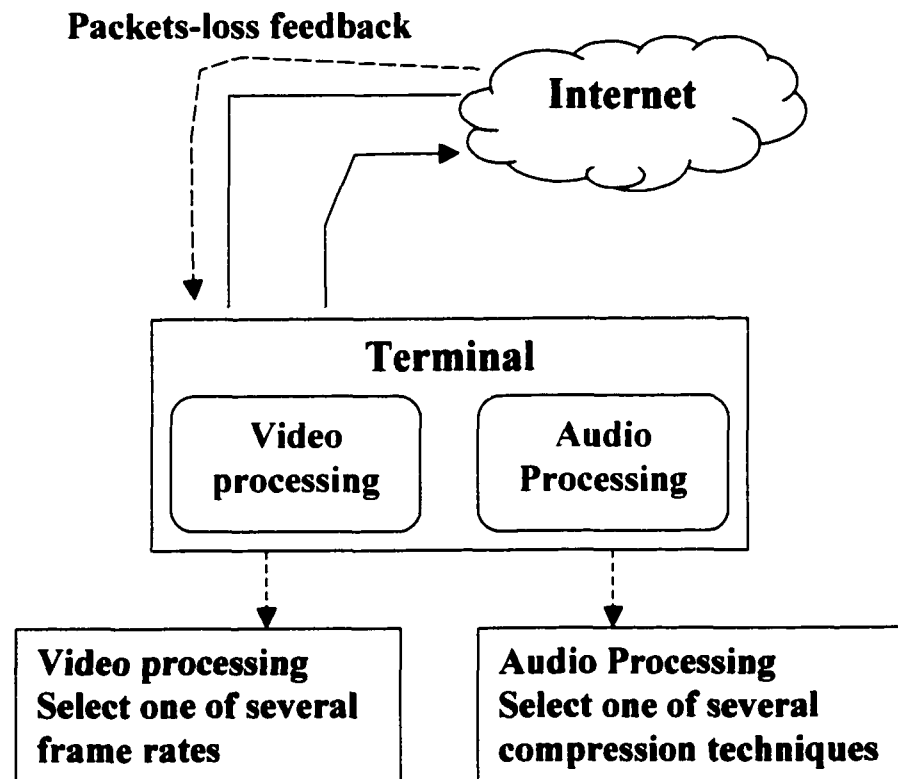 Packets-loss feedback
Internet
Terminal
Video
processing
Audio
Processing
Video processing
Select one of several
frame rates
Audio Processing
Select one of several
compression techniques